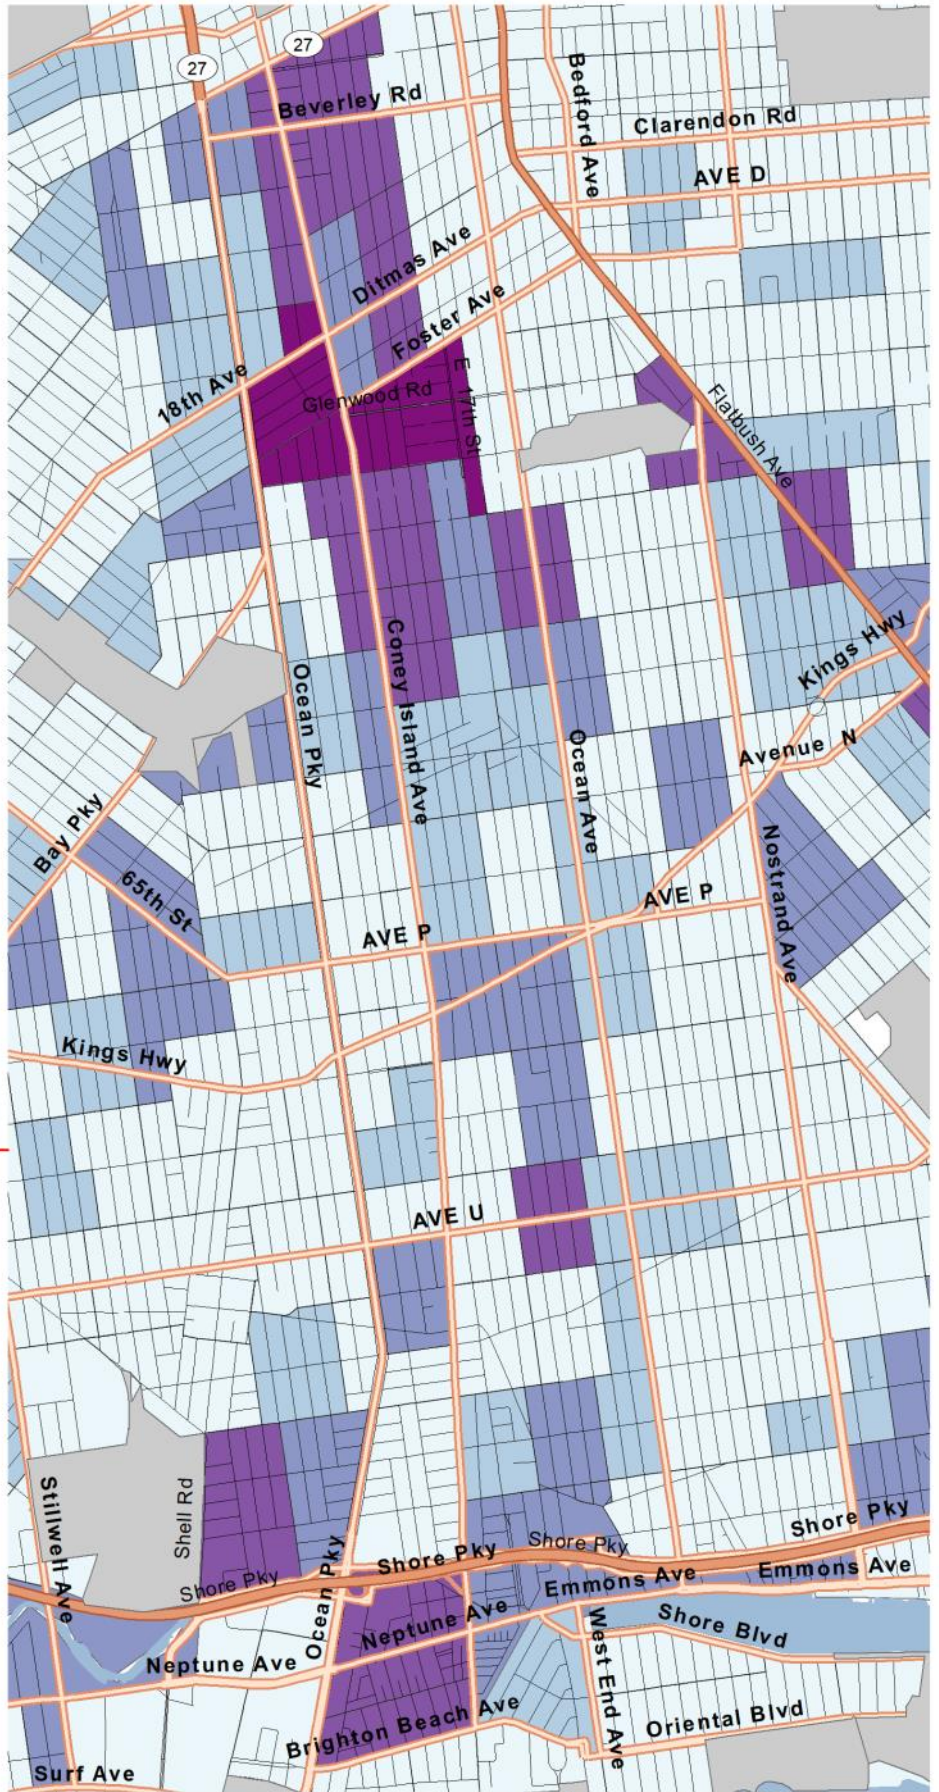 27
27
Beverley Rd
Bedford Ave
Clarendon Rd
AVE D
Ditmas Ave
Foster Ave
18th Ave
Glenwood Rd
E 17th St
Flatbush Ave
Kings Hwy
Coney Island Ave
Ocean Pky
Ocean Ave
Avenue N
Bay Pky
65th St
Nostrand Ave
AVE P
AVE P
Kings Hwy
AVE U
Stillwell Ave
Shell Rd
Shore Pky
Ocean Pky
Shore Pky
Shore Pky
Shore Pky
Emmons Ave
Emmons Ave
Neptune Ave
Shore Blvd
Neptune Ave
West End Ave
Brighton Beach Ave
Oriental Blvd
Surf Ave